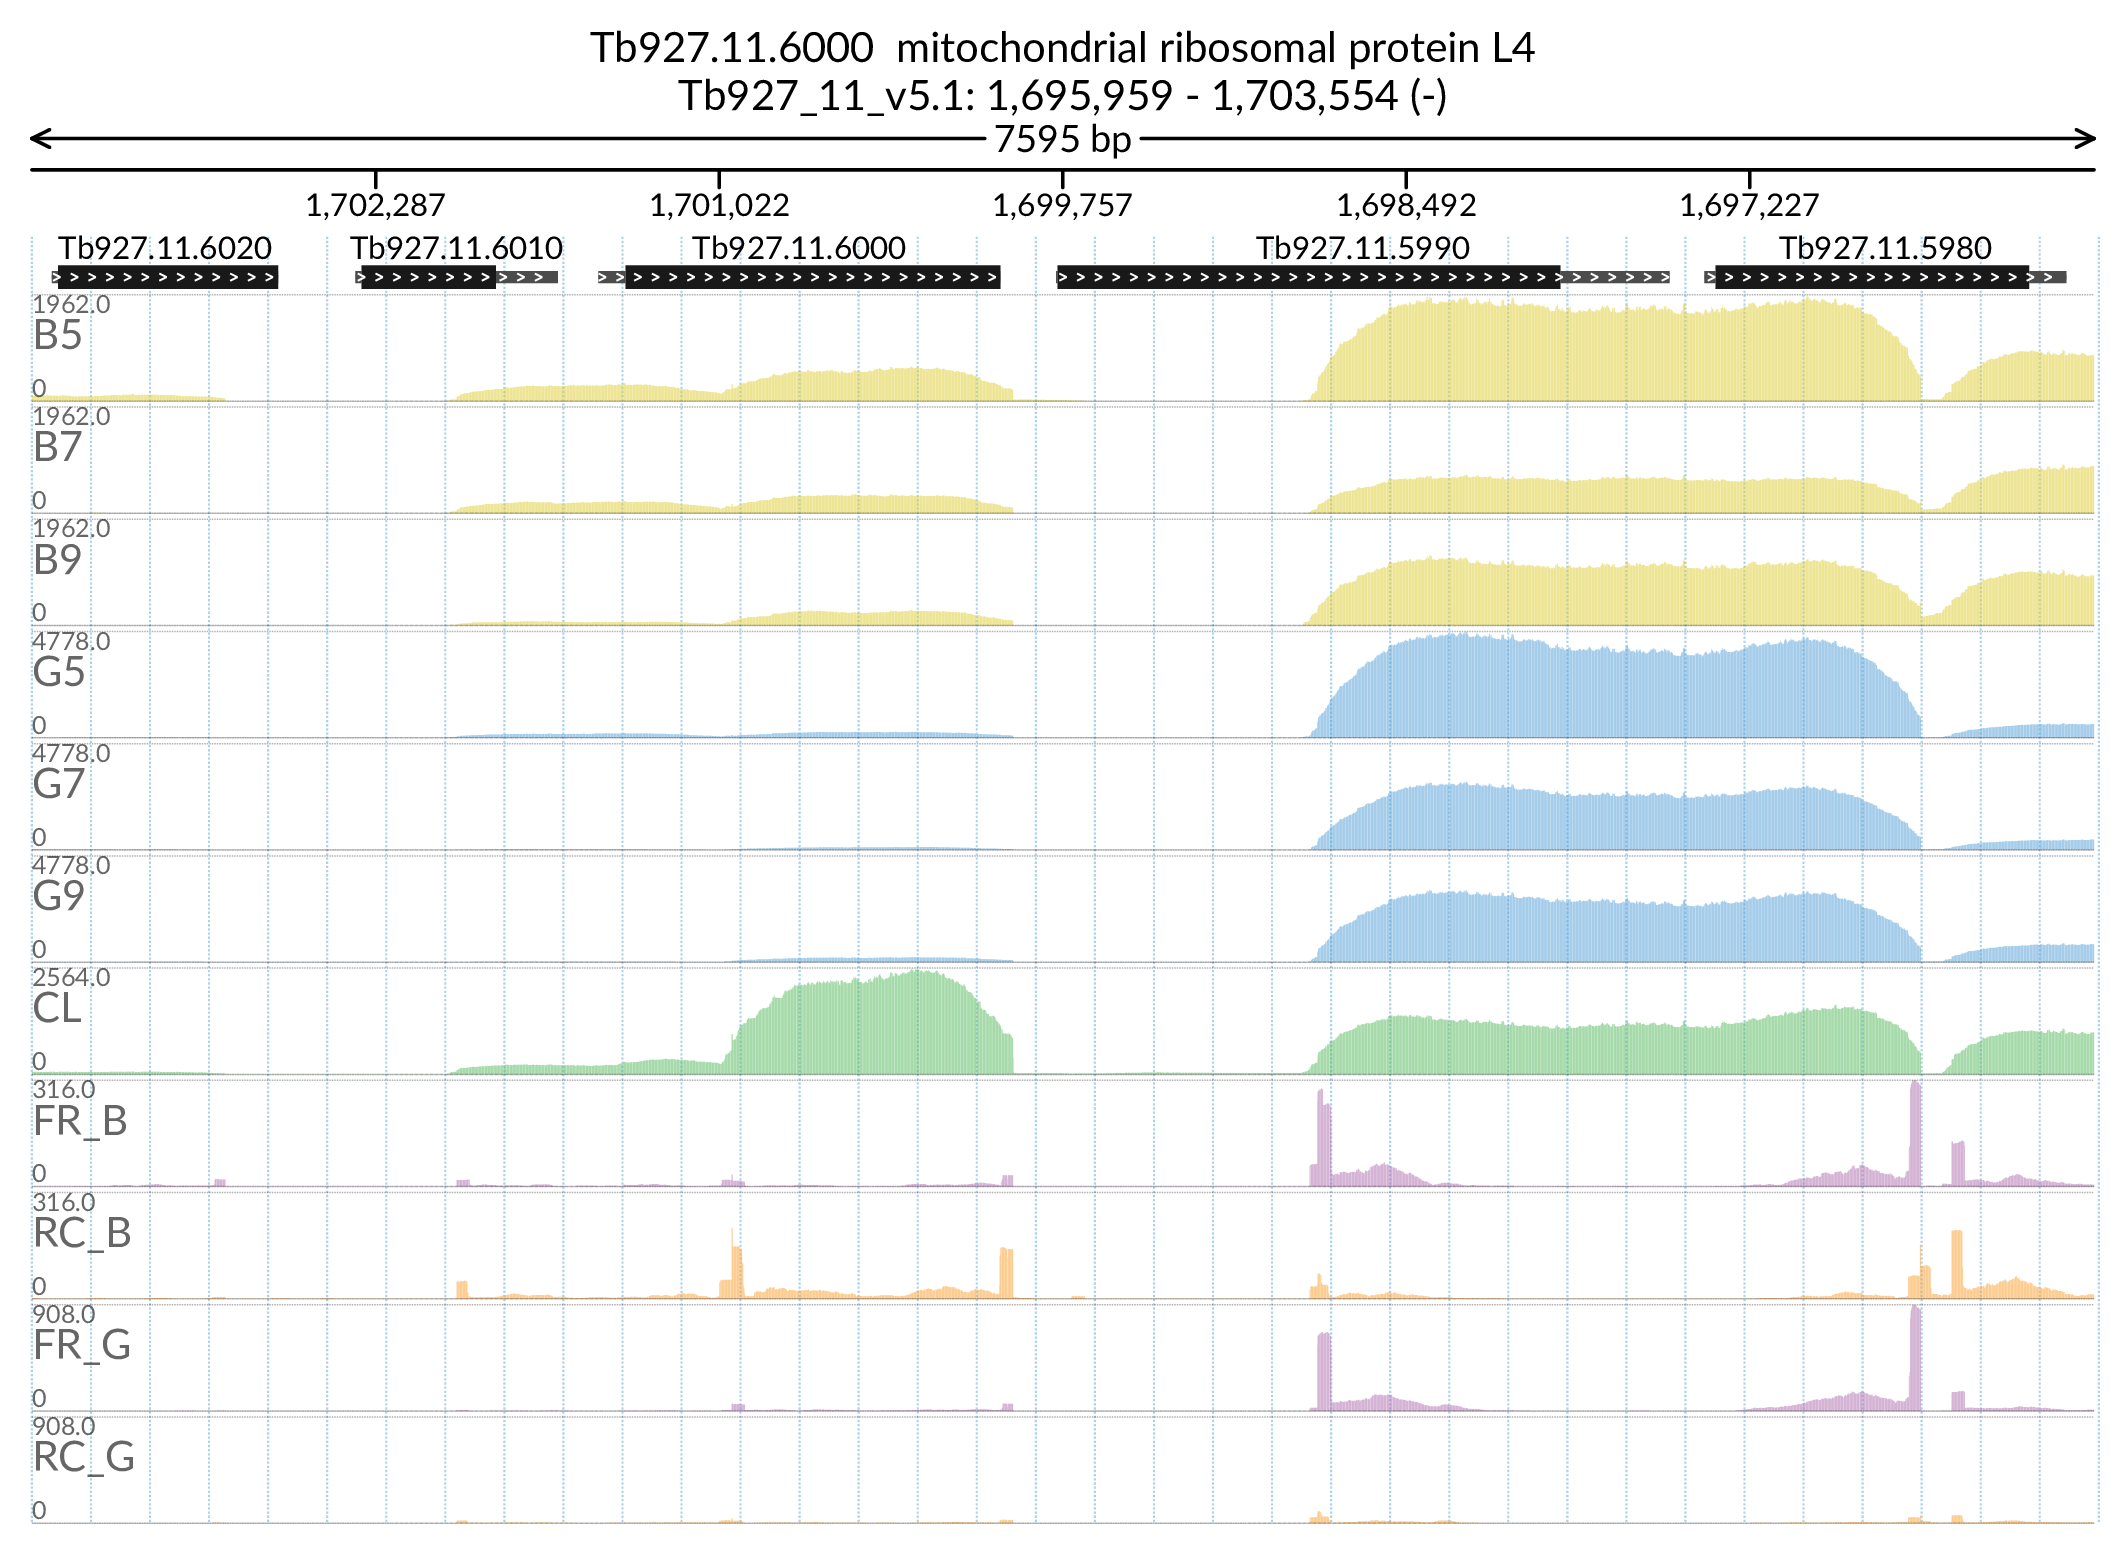 Tb927.11.6000 mitochondrial ribosomal protein L4
Tb927_11_v5.1: 1,695,959 - 1,703,554 (-)
7595 bp
1,702,287 1,701,022 1,699,757 1,698,492 1,697,227
Tb927.11.6020 Tb927.11.6010 Tb927.11.6000 Tb927.11.5990 Tb927.11.5980
1962.0
B5
0
1962.0
B7
0
1962.0
B9
0
4778.0
G5
0
4778.0
G7
0
4778.0
G9
0
2564.0
CL
0
316.0
FR_B
0
316.0
RC_B
0
908.0
FR_G
0
908.0
RC_G
0